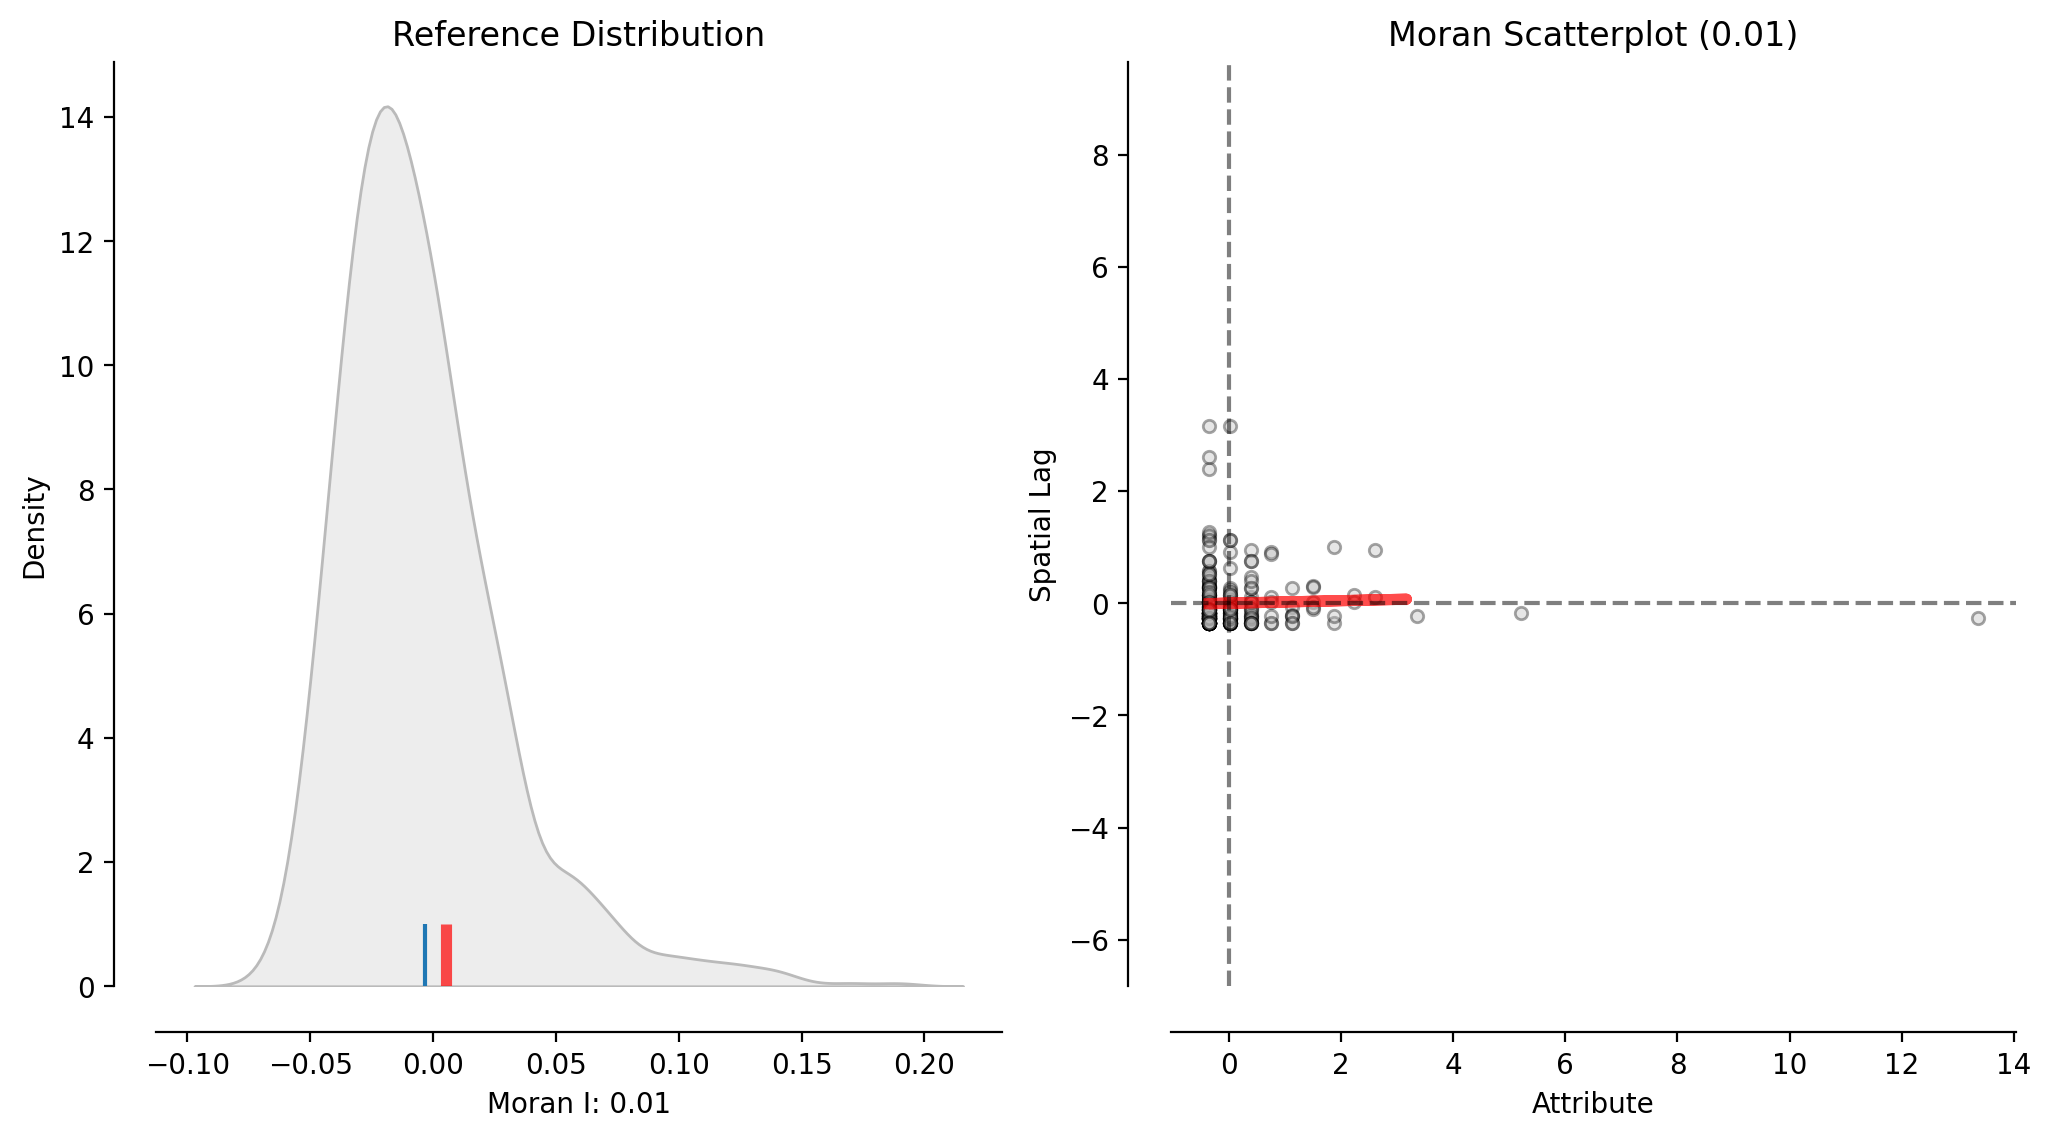 Reference Distribution
14
12
10
8
6
4
2
0
Density
−0.10 −0.05 0.00 0.05 0.10 0.15 0.20
Moran I: 0.01
Moran Scatterplot (0.01)
8
6
4
2
0
−2
−4
−6
Spatial Lag
0 2 4 6 8 10 12 14
Attribute